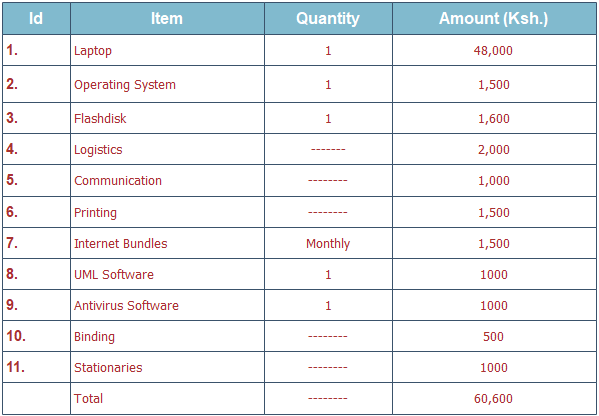 Id Item Quantity Amount (Ksh.)
1. Laptop 1 48,000
2. Operating System 1 1,500
3. Flashdisk 1 1,600
4. Logistics ------- 2,000
5. Communication -------- 1,000
6. Printing -------- 1,500
7. Internet Bundles Monthly 1,500
8. UML Software 1 1000
9. Antivirus Software 1 1000
10. Binding -------- 500
11. Stationaries -------- 1000
Total -------- 60,600